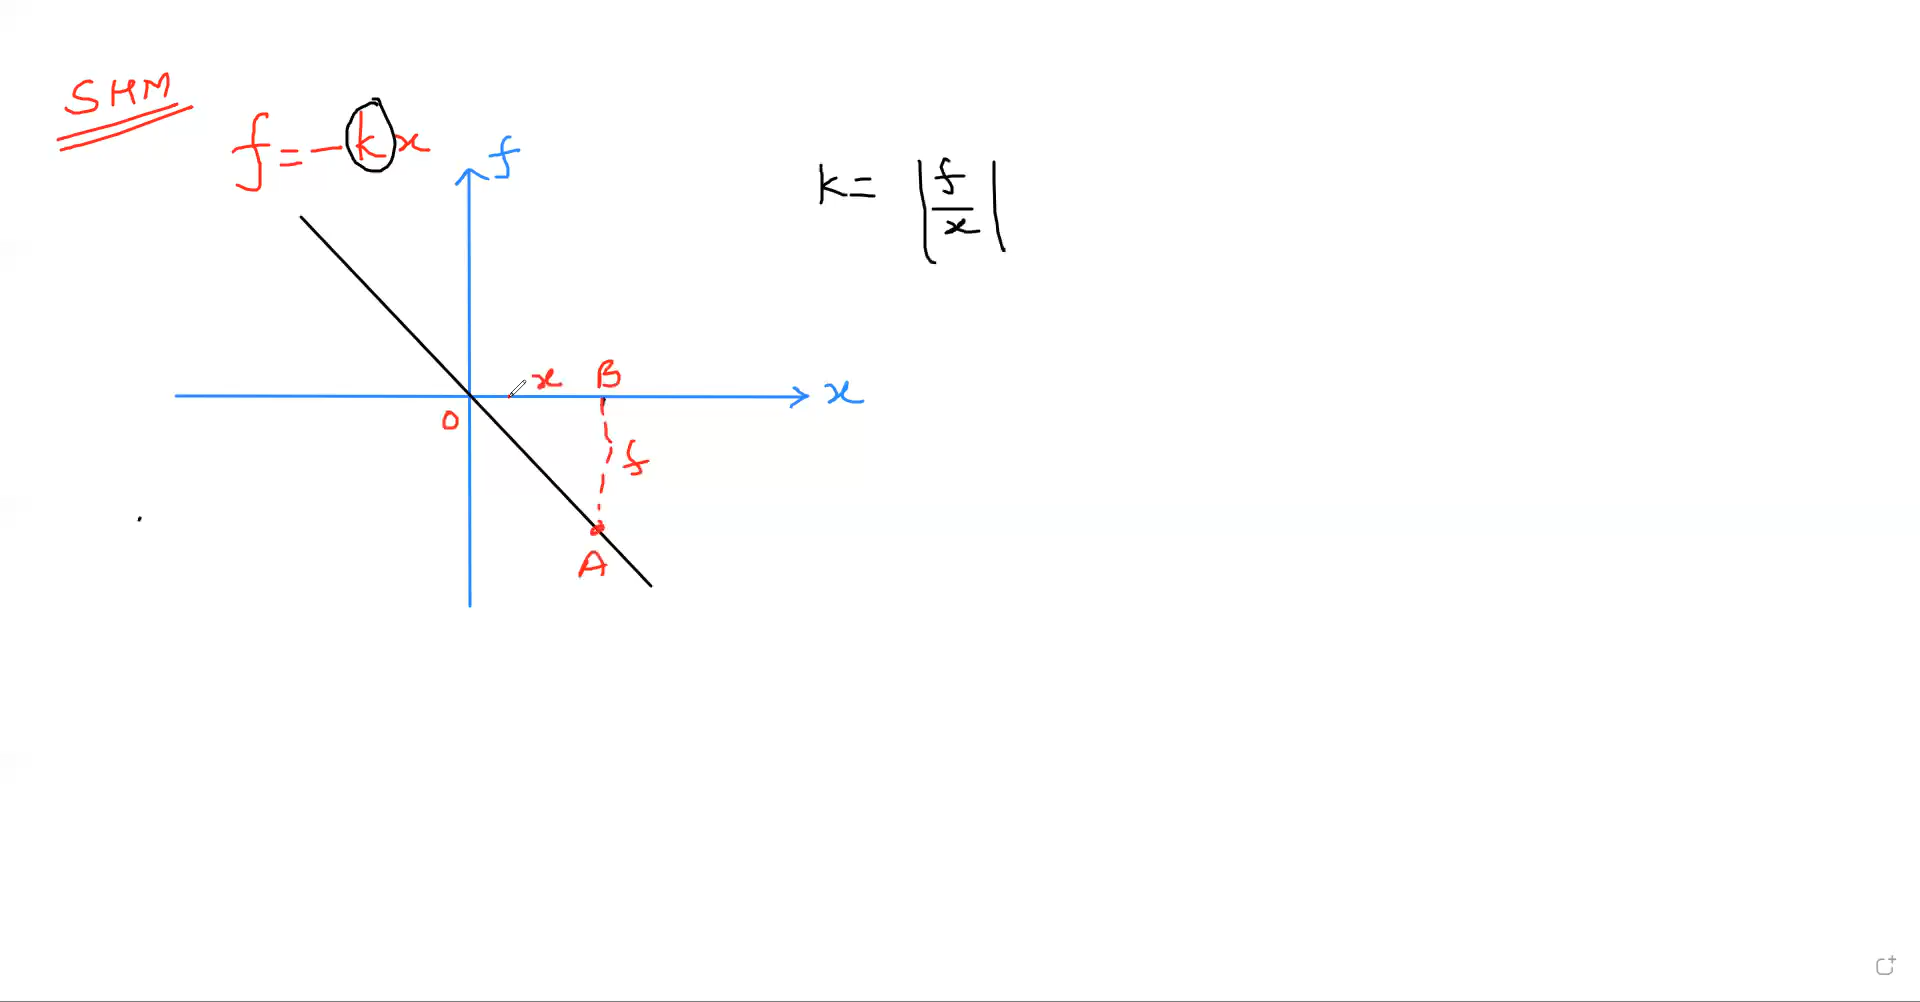 SHM
f = -kx
f
k = |f/x|
x B
x
O
f
A